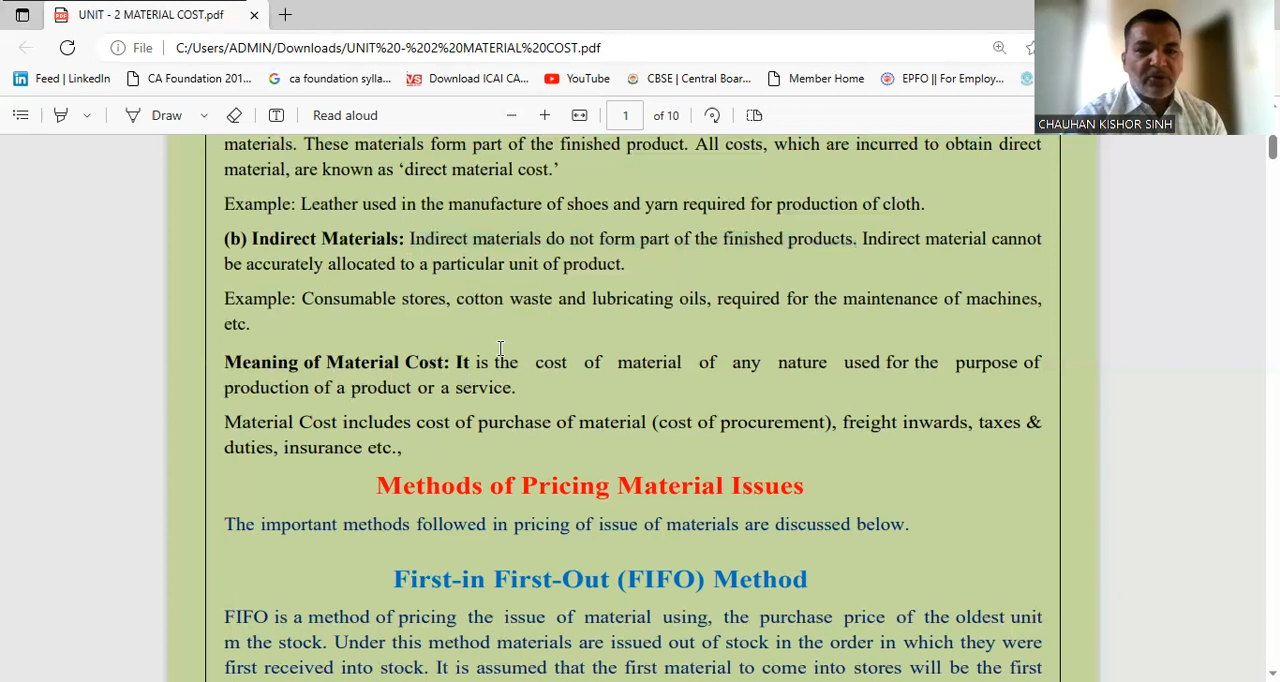 UNIT - 2 MATERIAL COST.pdf
File C:/Users/ADMIN/Downloads/UNIT%20-%202%20MATERIAL%20COST.pdf
Feed | LinkedIn CA Foundation 201... ca foundation sylla... Download ICAI CA... YouTube CBSE | Central Boar... Member Home EPFO || For Employ...
Draw Read aloud 1 of 10
CHAUHAN KISHOR SINH
materials. These materials form part of the finished product. All costs, which are incurred to obtain direct
material, are known as ‘direct material cost.’
Example: Leather used in the manufacture of shoes and yarn required for production of cloth.
(b) Indirect Materials: Indirect materials do not form part of the finished products. Indirect material cannot
be accurately allocated to a particular unit of product.
Example: Consumable stores, cotton waste and lubricating oils, required for the maintenance of machines,
etc.
Meaning of Material Cost: It is the cost of material of any nature used for the purpose of
production of a product or a service.
Material Cost includes cost of purchase of material (cost of procurement), freight inwards, taxes &
duties, insurance etc.,
Methods of Pricing Material Issues
The important methods followed in pricing of issue of materials are discussed below.
First-in First-Out (FIFO) Method
FIFO is a method of pricing the issue of material using, the purchase price of the oldest unit
m the stock. Under this method materials are issued out of stock in the order in which they were
first received into stock. It is assumed that the first material to come into stores will be the first